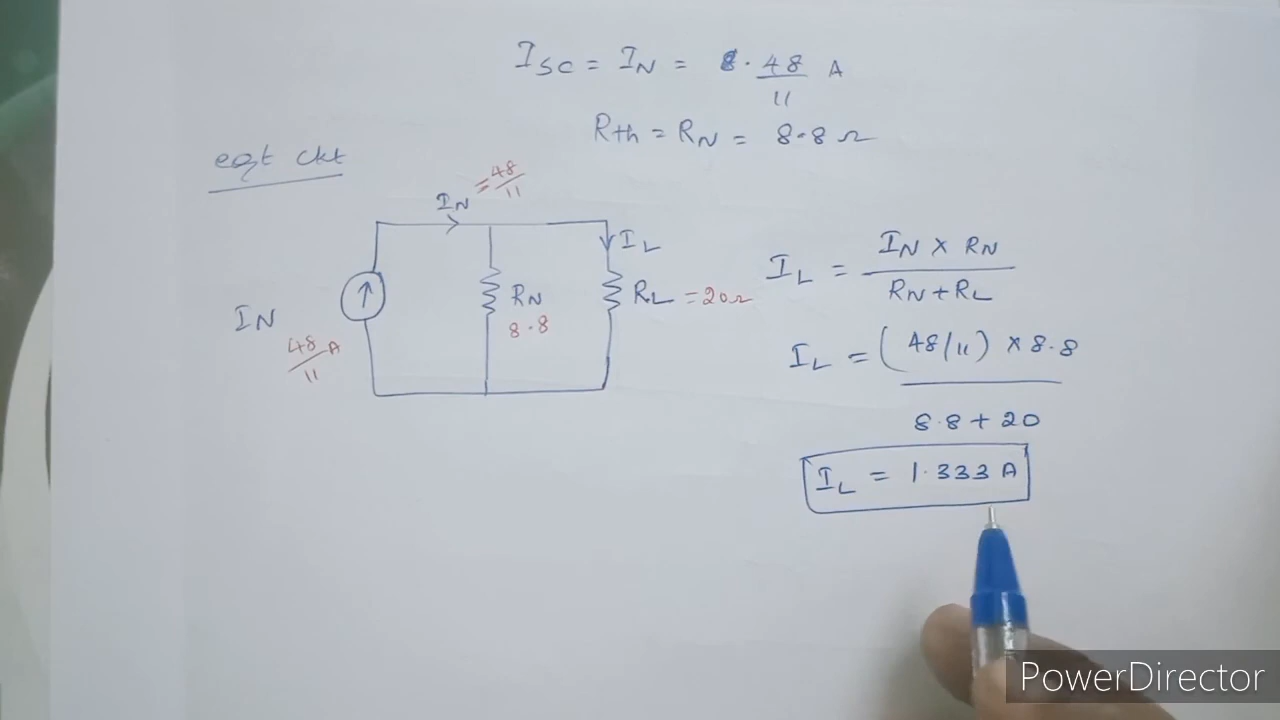 Isc = IN = 8. 48/11 A
Rth = RN = 8.8 Ω
eqt ckt
IN = 48/11
IL
IN
48/11 A
RN
8.8
RL = 20Ω
IL = IN × RN / RN + RL
IL = (48/11) × 8.8 / 8.8 + 20
IL = 1.333 A
PowerDirector